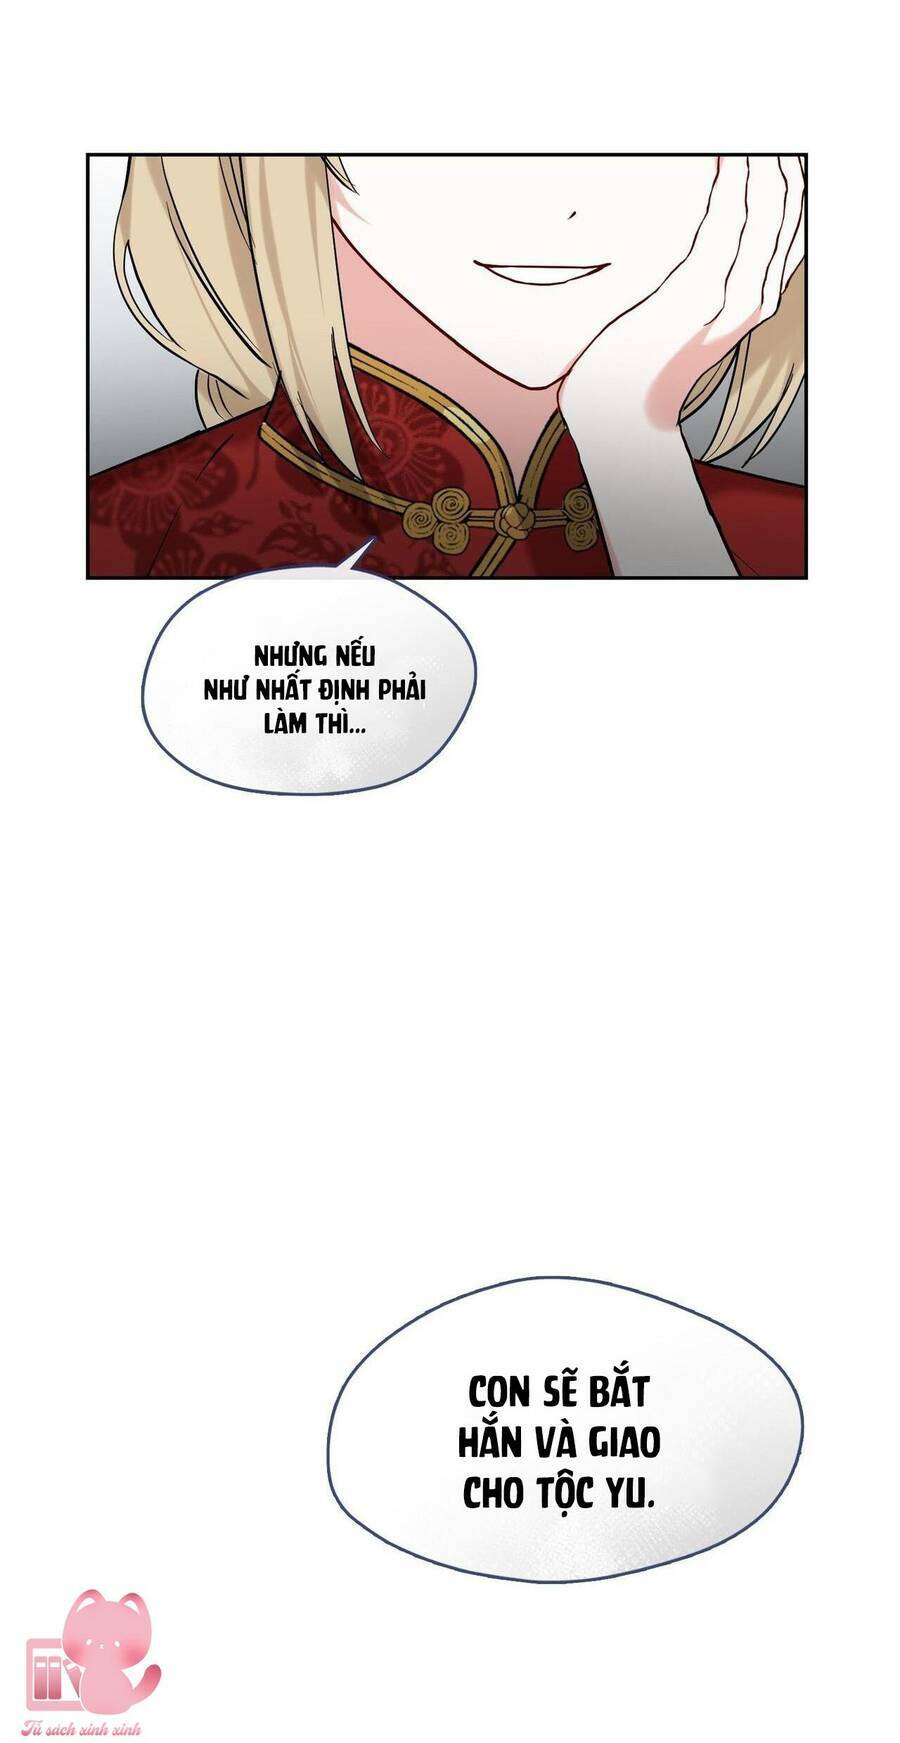 NHƯNG NẾU
NHƯ NHẤT ĐỊNH PHẢI
LÀM THÌ...
CON SẼ BẮT
HẮN VÀ GIAO
CHO TỘC YU.
Tủ sách xinh xinh